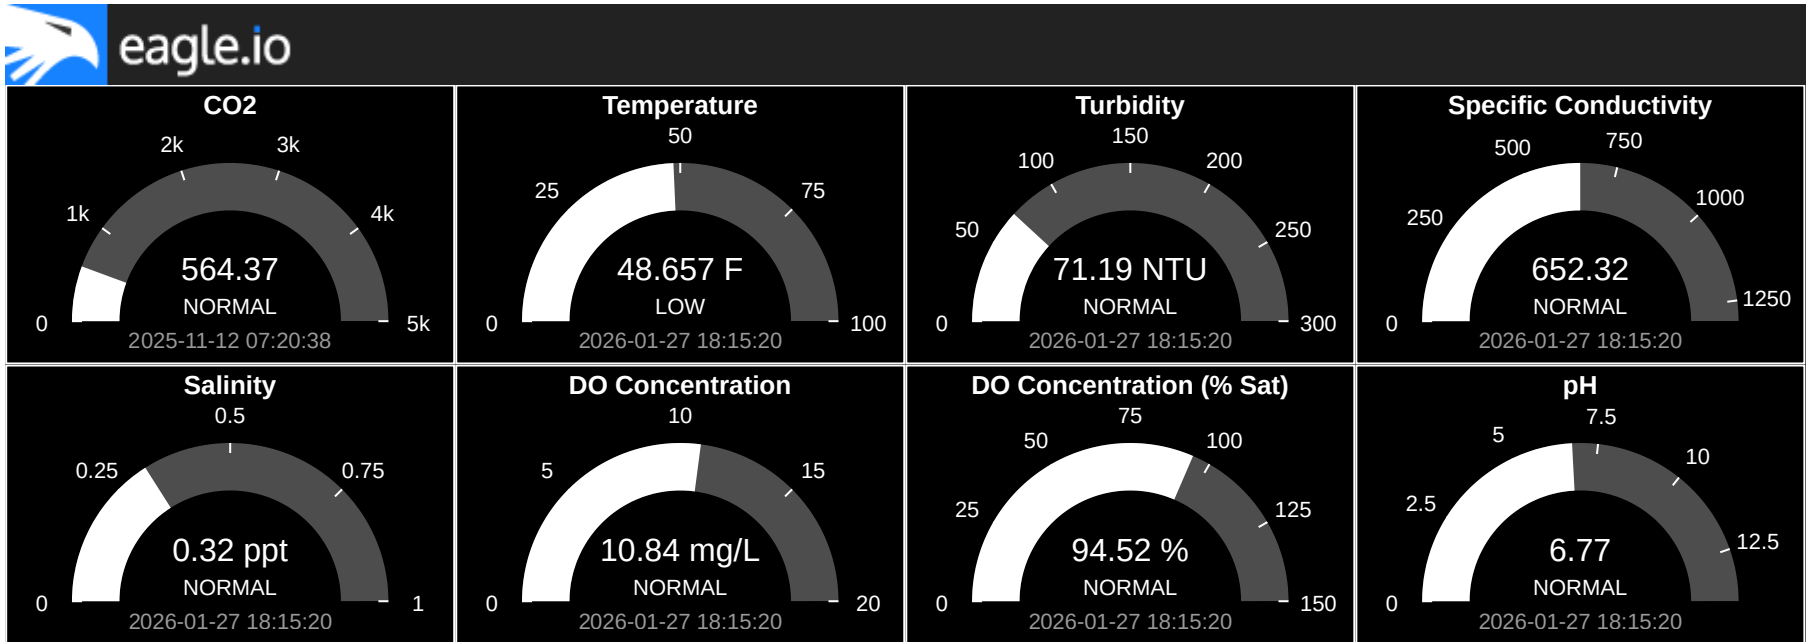 eagle.io
CO2
2k
3k
1k
4k
564.37
NORMAL
0
5k
2025-11-12 07:20:38
Temperature
50
25
75
48.657 F
LOW
0
100
2026-01-27 18:15:20
Turbidity
150
100
200
50
250
71.19 NTU
NORMAL
0
300
2026-01-27 18:15:20
Specific Conductivity
750
500
1000
250
652.32
1250
NORMAL
0
2026-01-27 18:15:20
Salinity
0.5
0.25
0.75
0.32 ppt
NORMAL
0
1
2026-01-27 18:15:20
DO Concentration
10
5
15
10.84 mg/L
NORMAL
0
20
2026-01-27 18:15:20
DO Concentration (% Sat)
75
50
100
25
125
94.52 %
NORMAL
0
150
2026-01-27 18:15:20
pH
7.5
5
10
2.5
12.5
6.77
NORMAL
0
2026-01-27 18:15:20